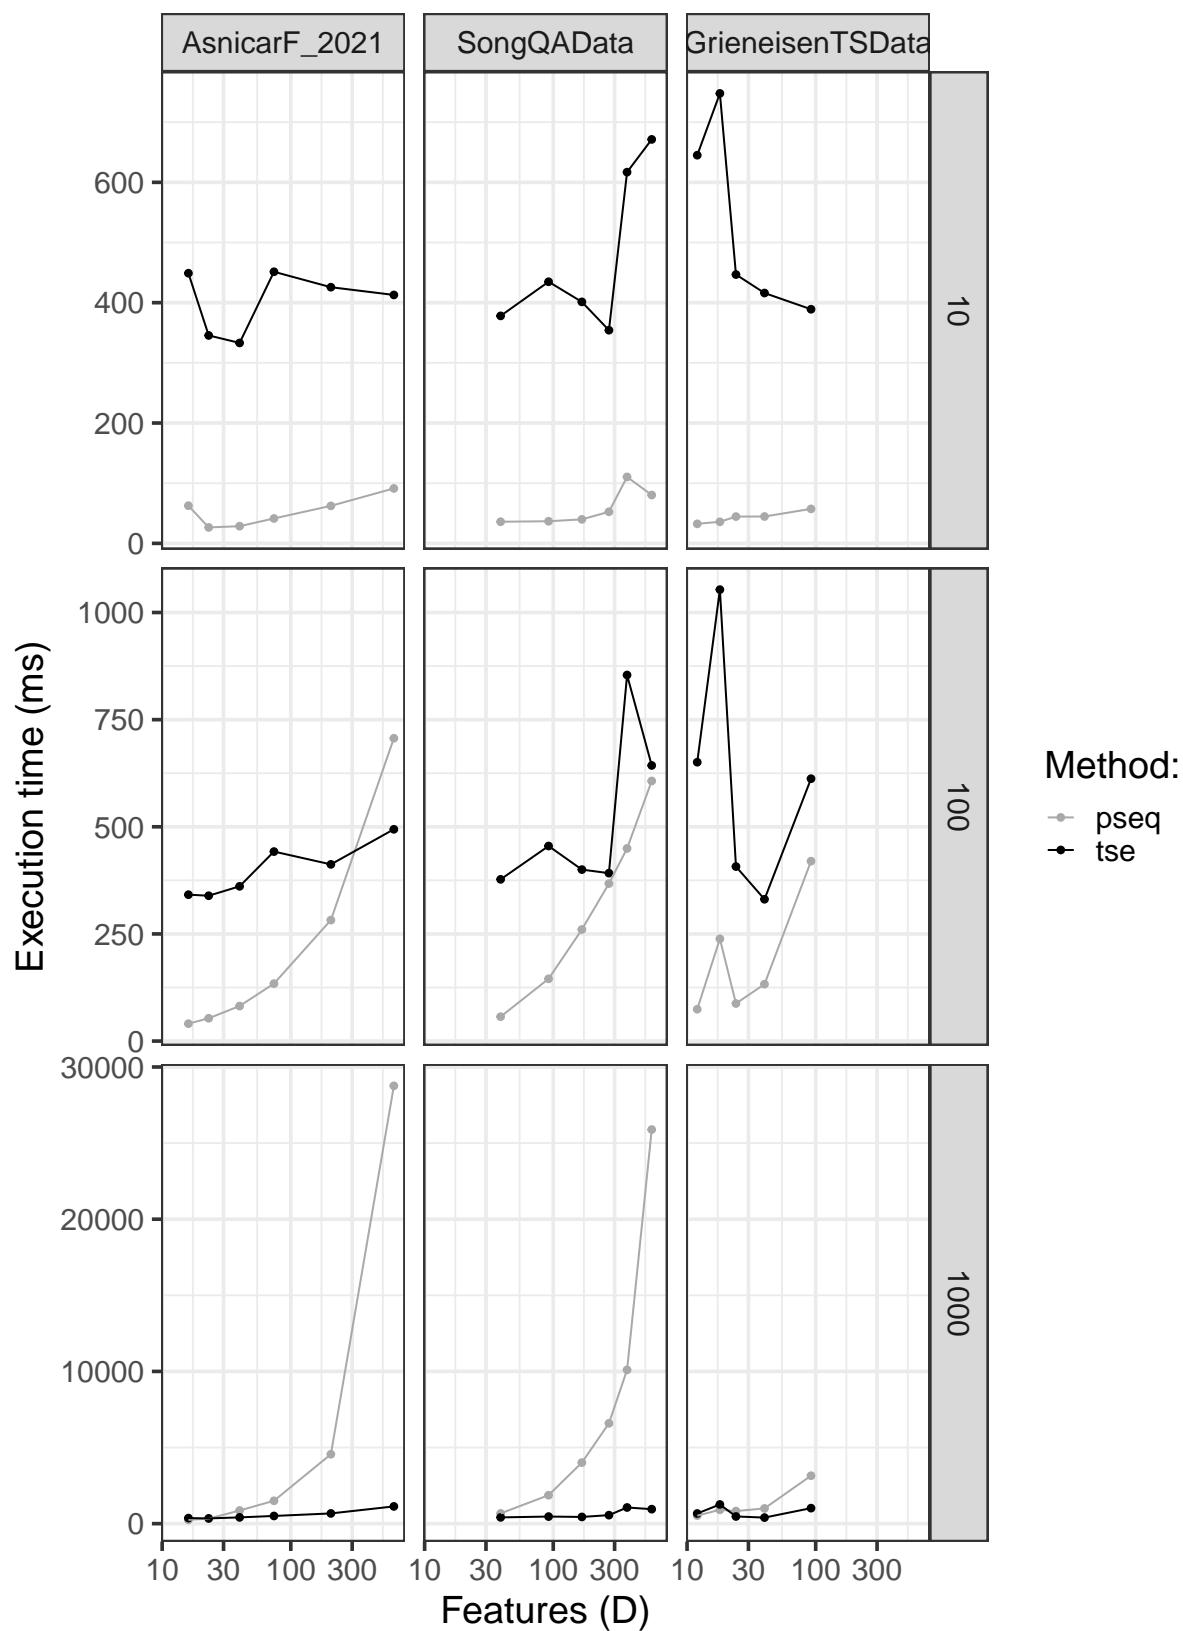 AsnicarF_2021 SongQAData GrieneisenTSData
600
400
200
0
10
1000
750
500
250
0
100
30000
20000
10000
0
1000
10 30 100 300 10 30 100 300 10 30 100 300
Features (D)
Execution time (ms)
Method:
pseq
tse